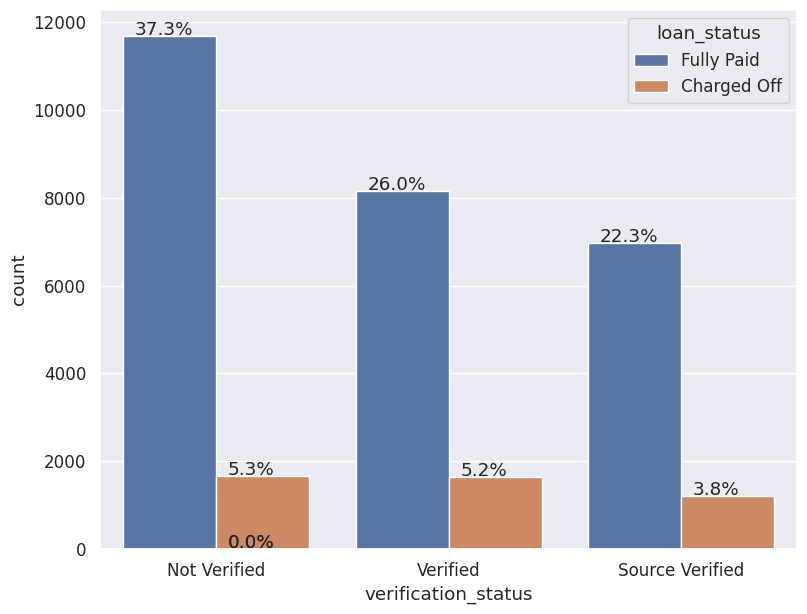 12000
10000
8000
6000
4000
2000
0
count
37.3%
26.0%
22.3%
5.3%
5.2%
3.8%
0.0%
loan_status
Fully Paid
Charged Off
Not Verified
Verified
Source Verified
verification_status